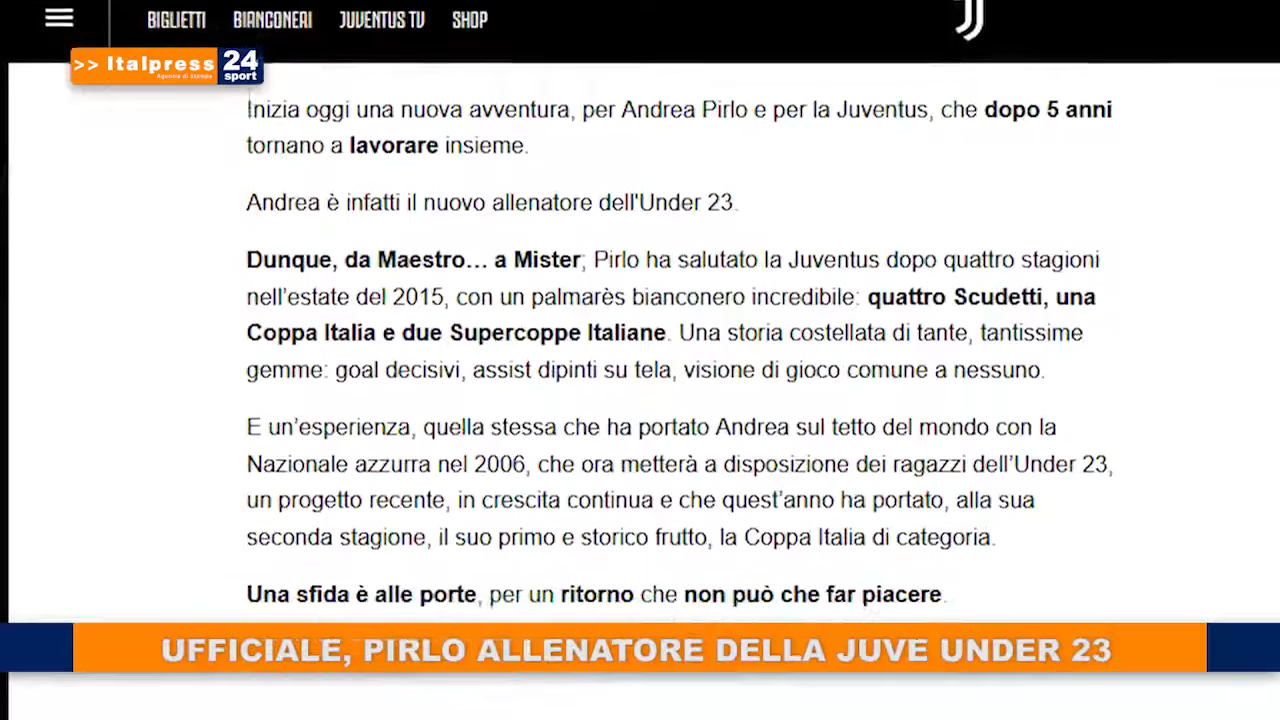 BIGLIETTI BIANCONERI JUVENTUS TV SHOP
>> Italpress 24
Agenzia di Stampa sport
Inizia oggi una nuova avventura, per Andrea Pirlo e per la Juventus, che dopo 5 anni
tornano a lavorare insieme.
Andrea è infatti il nuovo allenatore dell'Under 23.
Dunque, da Maestro… a Mister; Pirlo ha salutato la Juventus dopo quattro stagioni
nell’estate del 2015, con un palmarès bianconero incredibile: quattro Scudetti, una
Coppa Italia e due Supercoppe Italiane. Una storia costellata di tante, tantissime
gemme: goal decisivi, assist dipinti su tela, visione di gioco comune a nessuno.
E un’esperienza, quella stessa che ha portato Andrea sul tetto del mondo con la
Nazionale azzurra nel 2006, che ora metterà a disposizione dei ragazzi dell’Under 23,
un progetto recente, in crescita continua e che quest’anno ha portato, alla sua
seconda stagione, il suo primo e storico frutto, la Coppa Italia di categoria.
Una sfida è alle porte, per un ritorno che non può che far piacere.
UFFICIALE, PIRLO ALLENATORE DELLA JUVE UNDER 23